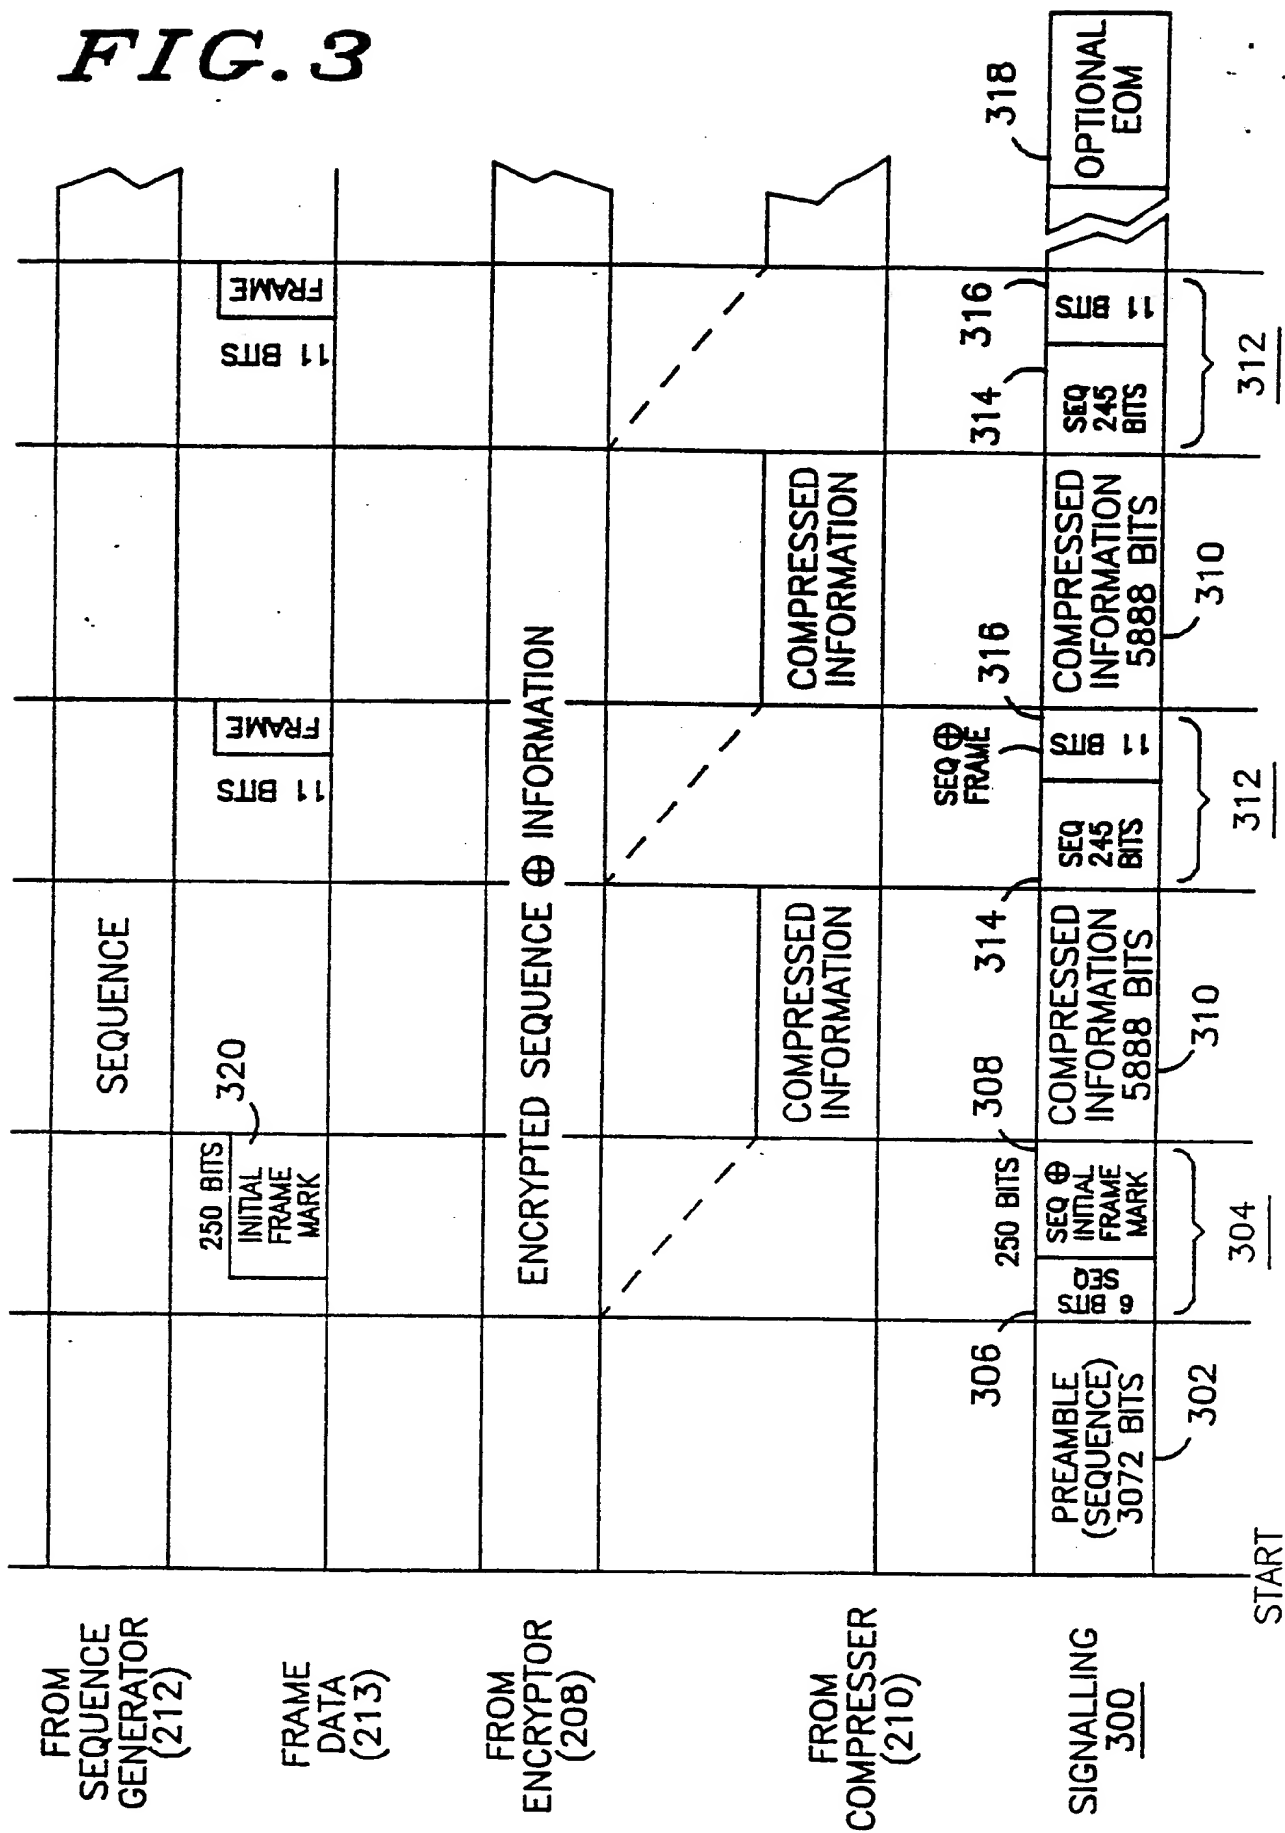 FIG.3
FROM
SEQUENCE
GENERATOR
(212)
SEQUENCE
FRAME
DATA
(213)
250 BITS
INITIAL
FRAME
MARK
320
11 BITS
FRAME
11 BITS
FRAME
FROM
ENCRYPTOR
(208)
ENCRYPTED SEQUENCE ⊕ INFORMATION
FROM
COMPRESSER
(210)
COMPRESSED
INFORMATION
COMPRESSED
INFORMATION
SIGNALLING
300
START
PREAMBLE
(SEQUENCE)
3072 BITS
302
306
6 BITS
SEQ
250 BITS
308
SEQ ⊕
INITIAL
FRAME
MARK
304
COMPRESSED
INFORMATION
5888 BITS
310
314
SEQ
245
BITS
SEQ ⊕
FRAME
316
11 BITS
312
COMPRESSED
INFORMATION
5888 BITS
310
314
SEQ
245
BITS
316
11 BITS
312
318
OPTIONAL
EOM